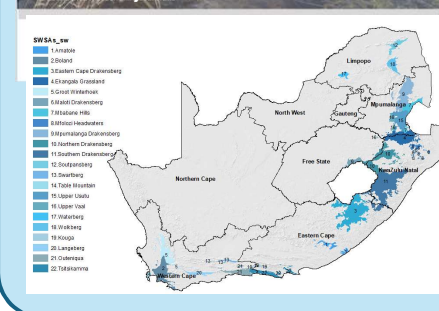 SWSAs_sw
1.Amatole
2.Boland
3.Eastern Cape Drakensberg
4.Ekangala Grassland
5.Groot Winterhoek
6.Maloti Drakensberg
7.Mbabane Hills
8.Mfolozi Headwaters
9.Mpumalanga Drakensberg
10.Northern Drakensberg
11.Southern Drakensberg
12.Soutpansberg
13.Swartberg
14.Table Mountain
15.Upper Usutu
16.Upper Vaal
17.Waterberg
18.Wolkberg
19.Kouga
20.Langeberg
21.Outeniqua
22.Tsitsikamma
Limpopo
Mpumalanga
Gauteng
North West
Free State
KwaZulu-Natal
Northern Cape
Eastern Cape
Western Cape